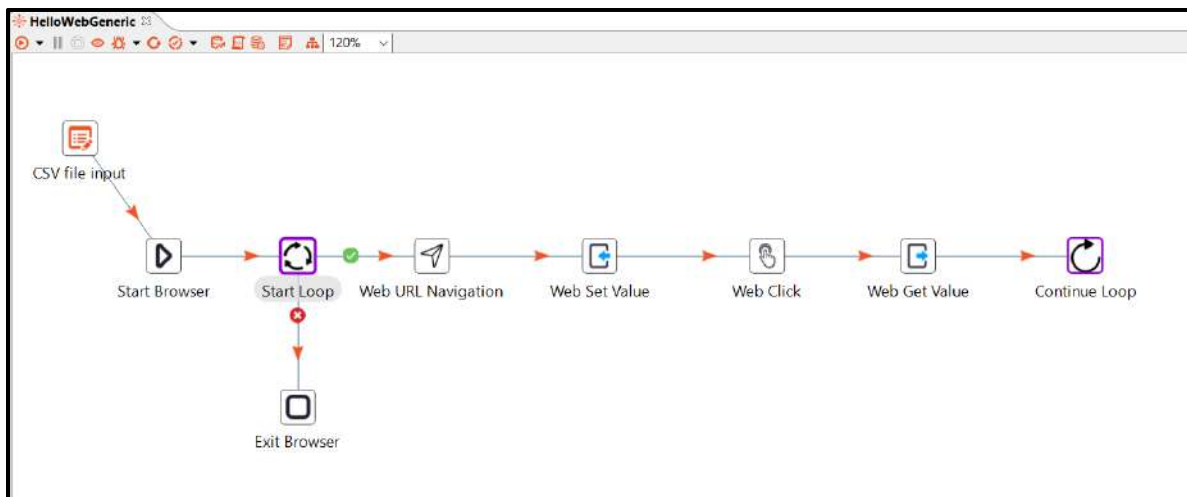 HelloWebGeneric
120%
CSV file input
Start Browser
Start Loop
Web URL Navigation
Web Set Value
Web Click
Web Get Value
Continue Loop
Exit Browser